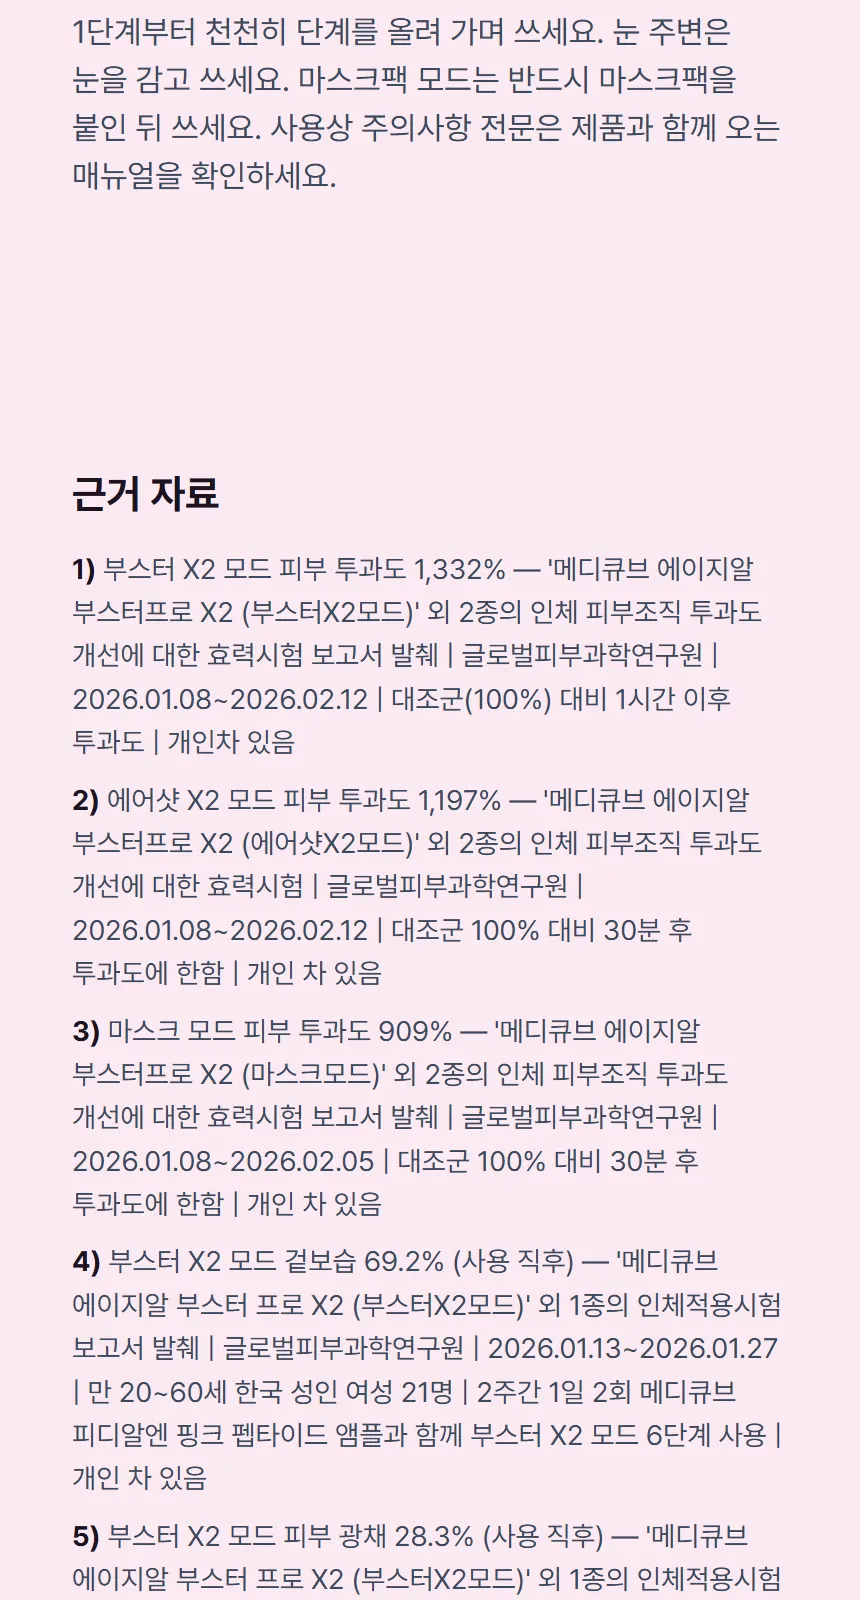 1단계부터 천천히 단계를 올려 가며 쓰세요. 눈 주변은
눈을 감고 쓰세요. 마스크팩 모드는 반드시 마스크팩을
붙인 뒤 쓰세요. 사용상 주의사항 전문은 제품과 함께 오는
매뉴얼을 확인하세요.
근거 자료
1) 부스터 X2 모드 피부 투과도 1,332% — '메디큐브 에이지알
부스터프로 X2 (부스터X2모드)' 외 2종의 인체 피부조직 투과도
개선에 대한 효력시험 보고서 발췌 | 글로벌피부과학연구원 |
2026.01.08~2026.02.12 | 대조군(100%) 대비 1시간 이후
투과도 | 개인차 있음
2) 에어샷 X2 모드 피부 투과도 1,197% — '메디큐브 에이지알
부스터프로 X2 (에어샷X2모드)' 외 2종의 인체 피부조직 투과도
개선에 대한 효력시험 | 글로벌피부과학연구원 |
2026.01.08~2026.02.12 | 대조군 100% 대비 30분 후
투과도에 한함 | 개인 차 있음
3) 마스크 모드 피부 투과도 909% — '메디큐브 에이지알
부스터프로 X2 (마스크모드)' 외 2종의 인체 피부조직 투과도
개선에 대한 효력시험 보고서 발췌 | 글로벌피부과학연구원 |
2026.01.08~2026.02.05 | 대조군 100% 대비 30분 후
투과도에 한함 | 개인 차 있음
4) 부스터 X2 모드 겉보습 69.2% (사용 직후) — '메디큐브
에이지알 부스터 프로 X2 (부스터X2모드)' 외 1종의 인체적용시험
보고서 발췌 | 글로벌피부과학연구원 | 2026.01.13~2026.01.27
| 만 20~60세 한국 성인 여성 21명 | 2주간 1일 2회 메디큐브
피디알엔 핑크 펩타이드 앰플과 함께 부스터 X2 모드 6단계 사용 |
개인 차 있음
5) 부스터 X2 모드 피부 광채 28.3% (사용 직후) — '메디큐브
에이지알 부스터 프로 X2 (부스터X2모드)' 외 1종의 인체적용시험